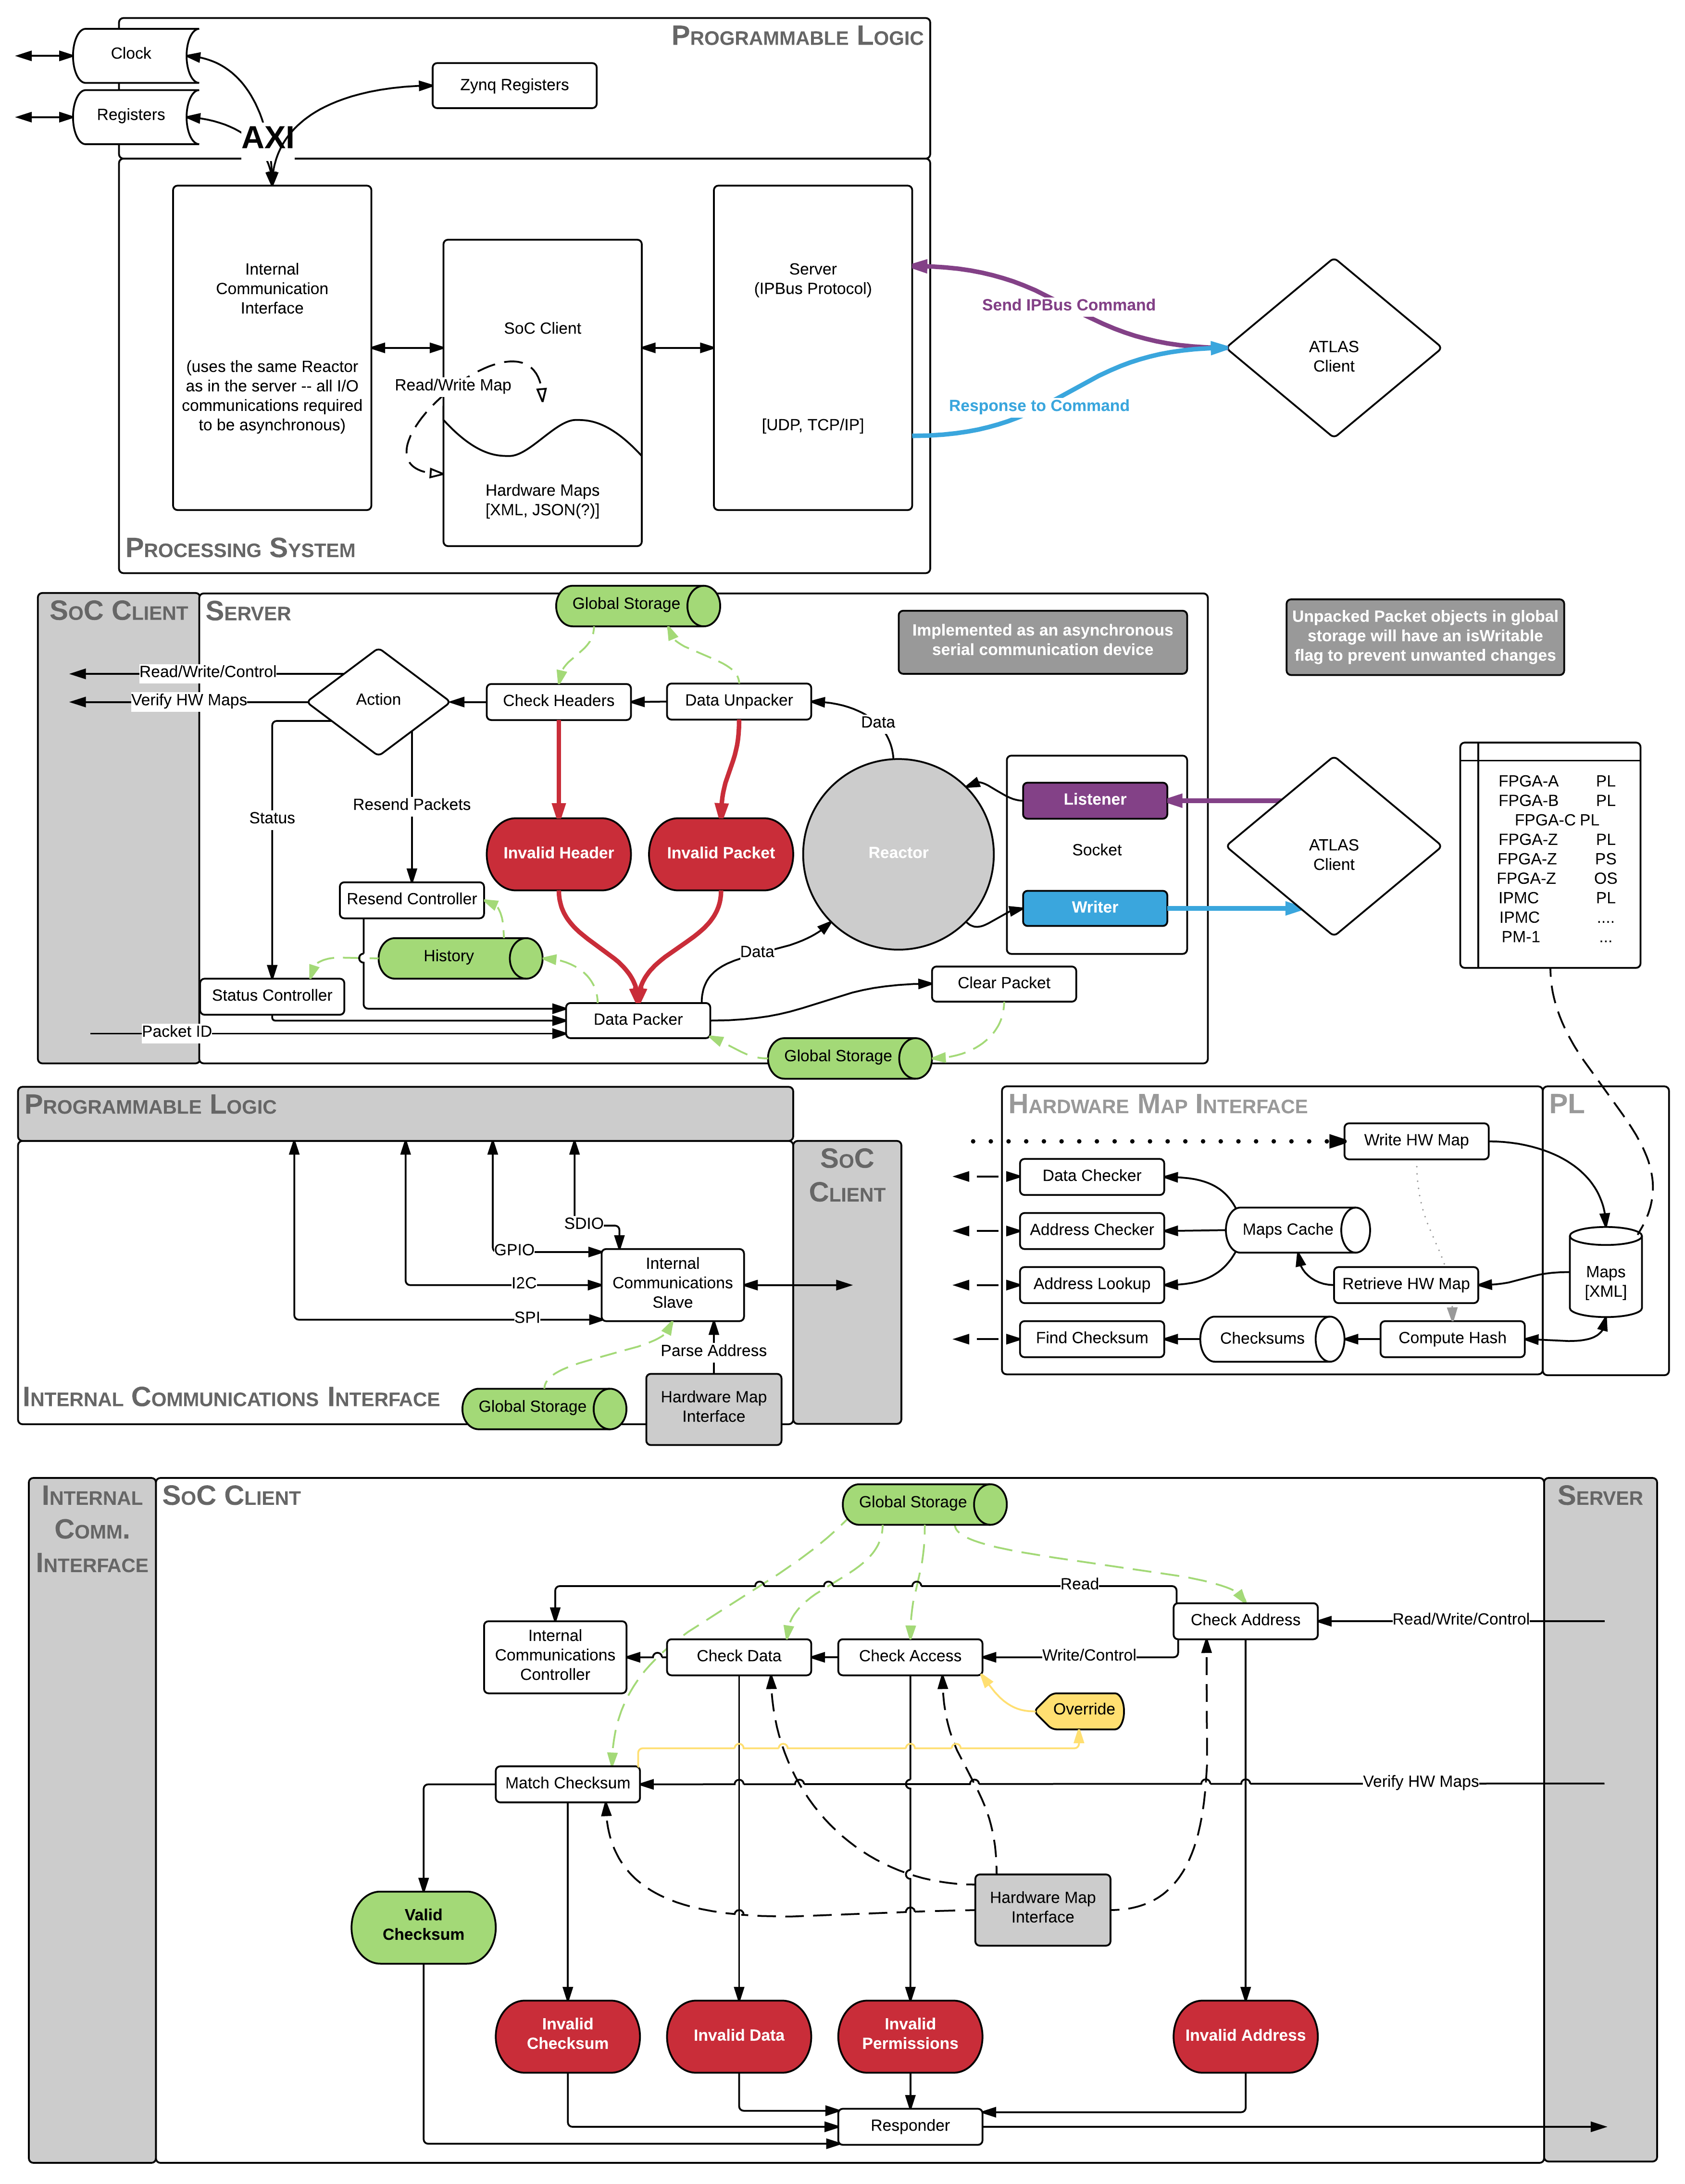 Programmable Logic
Clock
Registers
AXI
Zynq Registers
Internal
Communication
Interface
(uses the same Reactor
as in the server -- all I/O
communications required
to be asynchronous)
SoC Client
Read/Write Map
Hardware Maps
[XML, JSON(?)]
Server
(IPBus Protocol)
[UDP, TCP/IP]
Processing System
Send IPBus Command
Response to Command
ATLAS
Client
SoC Client
Server
Global Storage
Implemented as an asynchronous
serial communication device
Unpacked Packet objects in global
storage will have an isWritable
flag to prevent unwanted changes
Read/Write/Control
Verify HW Maps
Action
Check Headers
Data Unpacker
Data
Status
Resend Packets
Invalid Header
Invalid Packet
Reactor
Listener
Socket
Writer
ATLAS
Client
Resend Controller
History
Status Controller
Packet ID
Data Packer
Data
Clear Packet
Global Storage
FPGA-A PL
FPGA-B PL
FPGA-C PL
FPGA-Z PL
FPGA-Z PS
FPGA-Z OS
IPMC PL
IPMC ....
PM-1 ...
Programmable Logic
SoC
Client
SDIO
GPIO
I2C
SPI
Internal
Communications
Slave
Parse Address
Internal Communications Interface
Global Storage
Hardware Map
Interface
Hardware Map Interface
PL
Write HW Map
Data Checker
Address Checker
Maps Cache
Address Lookup
Retrieve HW Map
Maps
[XML]
Find Checksum
Checksums
Compute Hash
Internal
Comm.
Interface
SoC Client
Server
Global Storage
Read
Check Address
Read/Write/Control
Internal
Communications
Controller
Check Data
Check Access
Write/Control
Override
Match Checksum
Verify HW Maps
Hardware Map
Interface
Valid
Checksum
Invalid
Checksum
Invalid Data
Invalid
Permissions
Invalid Address
Responder